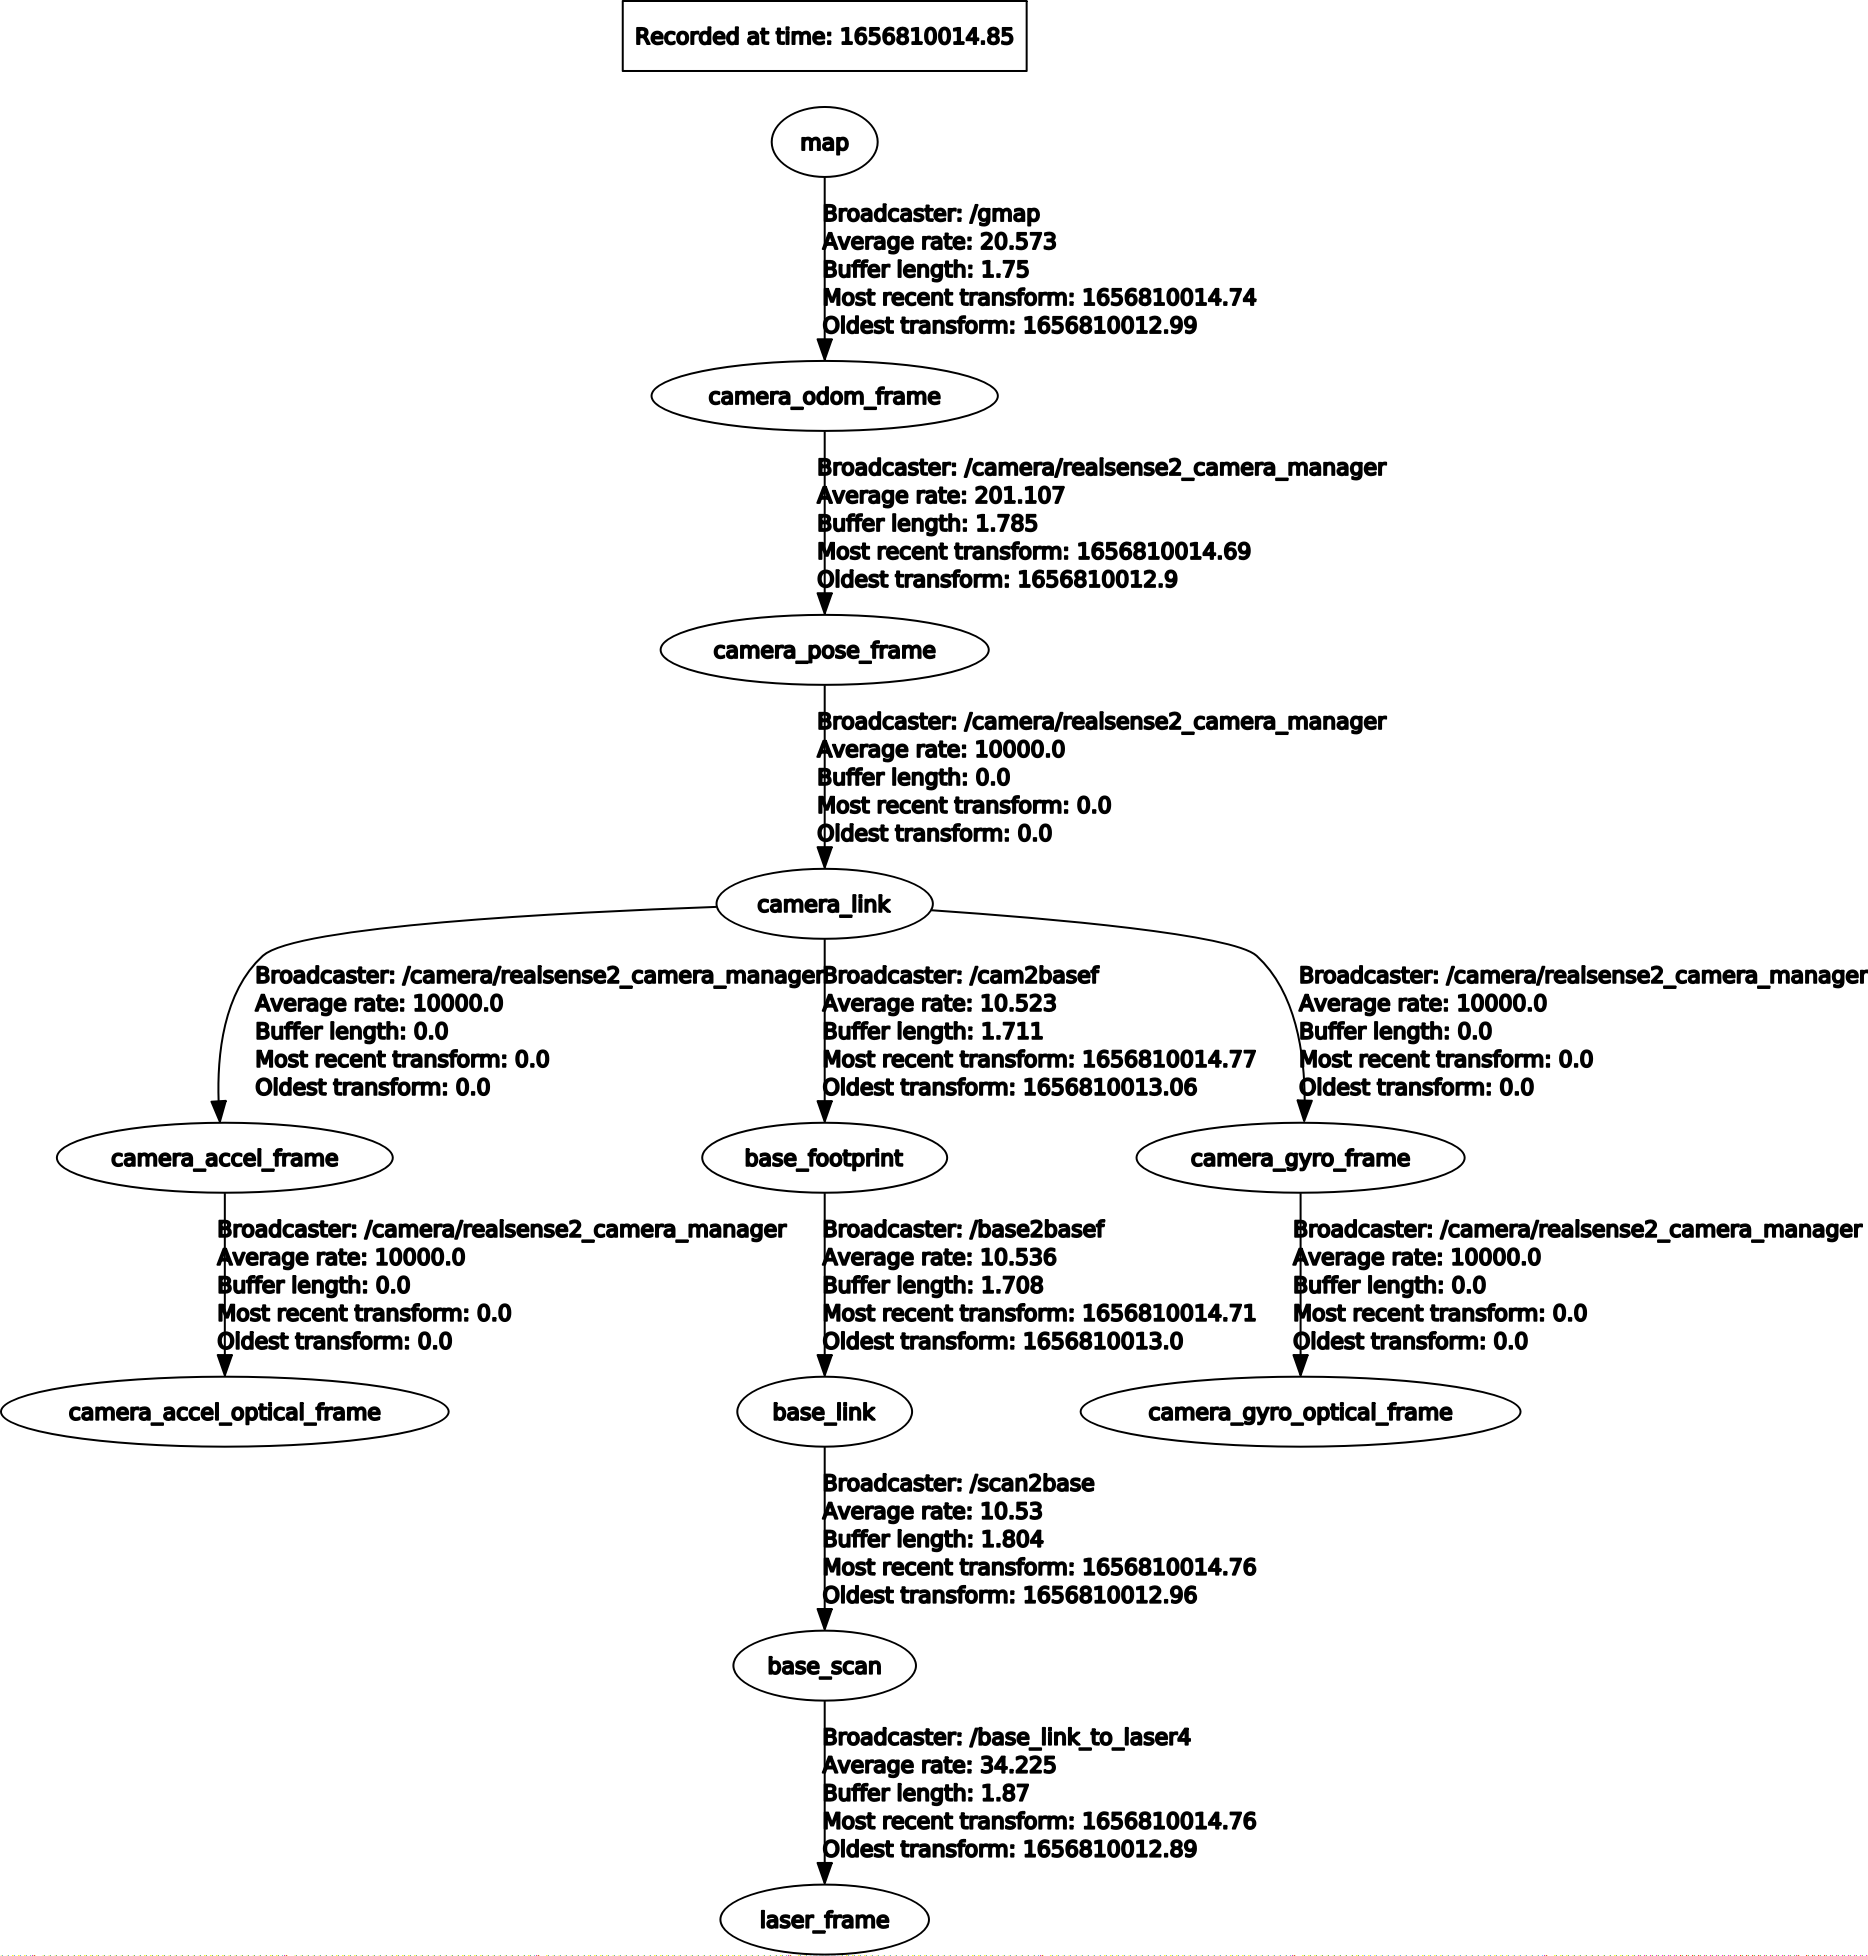 Recorded at time: 1656810014.85
map
Broadcaster: /gmap
Average rate: 20.573
Buffer length: 1.75
Most recent transform: 1656810014.74
Oldest transform: 1656810012.99
camera_odom_frame
Broadcaster: /camera/realsense2_camera_manager
Average rate: 201.107
Buffer length: 1.785
Most recent transform: 1656810014.69
Oldest transform: 1656810012.9
camera_pose_frame
Broadcaster: /camera/realsense2_camera_manager
Average rate: 10000.0
Buffer length: 0.0
Most recent transform: 0.0
Oldest transform: 0.0
camera_link
Broadcaster: /camera/realsense2_camera_manager
Average rate: 10000.0
Buffer length: 0.0
Most recent transform: 0.0
Oldest transform: 0.0
Broadcaster: /cam2basef
Average rate: 10.523
Buffer length: 1.711
Most recent transform: 1656810014.77
Oldest transform: 1656810013.06
Broadcaster: /camera/realsense2_camera_manager
Average rate: 10000.0
Buffer length: 0.0
Most recent transform: 0.0
Oldest transform: 0.0
camera_accel_frame
base_footprint
camera_gyro_frame
Broadcaster: /camera/realsense2_camera_manager
Average rate: 10000.0
Buffer length: 0.0
Most recent transform: 0.0
Oldest transform: 0.0
Broadcaster: /base2basef
Average rate: 10.536
Buffer length: 1.708
Most recent transform: 1656810014.71
Oldest transform: 1656810013.0
Broadcaster: /camera/realsense2_camera_manager
Average rate: 10000.0
Buffer length: 0.0
Most recent transform: 0.0
Oldest transform: 0.0
camera_accel_optical_frame
base_link
camera_gyro_optical_frame
Broadcaster: /scan2base
Average rate: 10.53
Buffer length: 1.804
Most recent transform: 1656810014.76
Oldest transform: 1656810012.96
base_scan
Broadcaster: /base_link_to_laser4
Average rate: 34.225
Buffer length: 1.87
Most recent transform: 1656810014.76
Oldest transform: 1656810012.89
laser_frame